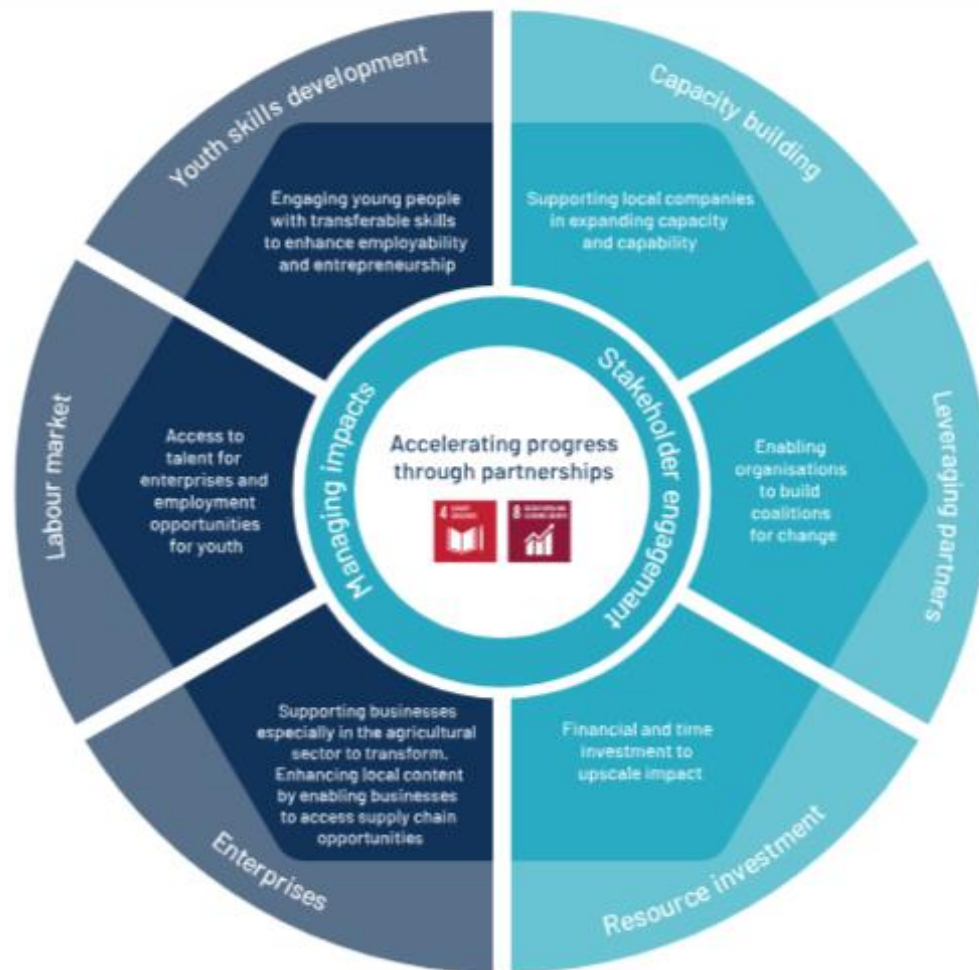 Youth skills development
Engaging young people
with transferable skills
to enhance employability
and entrepreneurship
Capacity building
Supporting local companies
in expanding capacity
and capability
Labour market
Access to
talent for
enterprises and
employment
opportunities
for youth
Managing impacts
Accelerating progress
through partnerships
4
8
Stakeholder engagemant
Enabling
organisations
to build
coalitions
for change
Leveraging partners
Supporting businesses
especially in the agricultural
sector to transform.
Enhancing local content
by enabling businesses
to access supply chain
opportunities
Enterprises
Financial and time
investment to
upscale impact
Resource investment